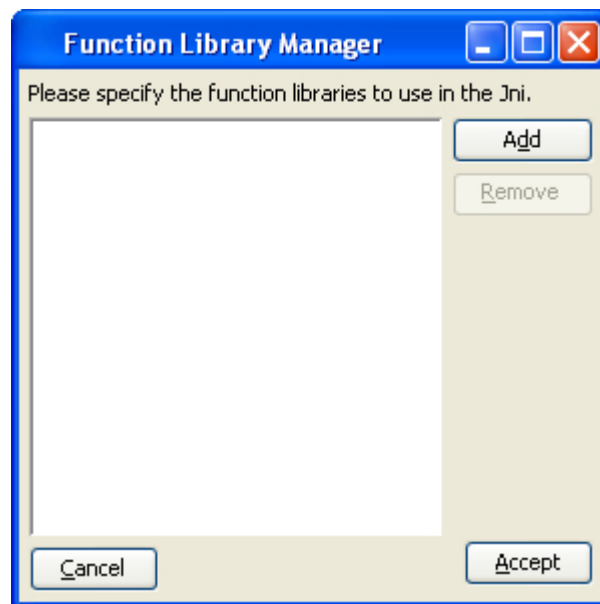 Function Library Manager
Please specify the function libraries to use in the Jni.
Add
Remove
Cancel
Accept